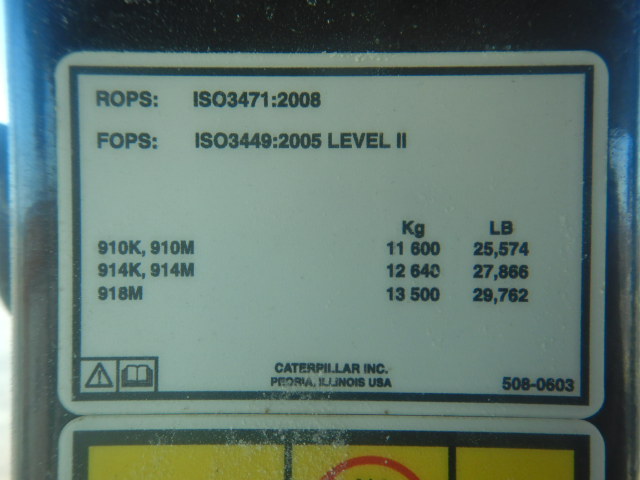 ROPS: ISO3471:2008
FOPS: ISO3449:2005 LEVEL II
Kg LB
910K, 910M 11 600 25,574
914K, 914M 12 640 27,866
918M 13 500 29,762
CATERPILLAR INC.
PEORIA, ILLINOIS USA
508-0603